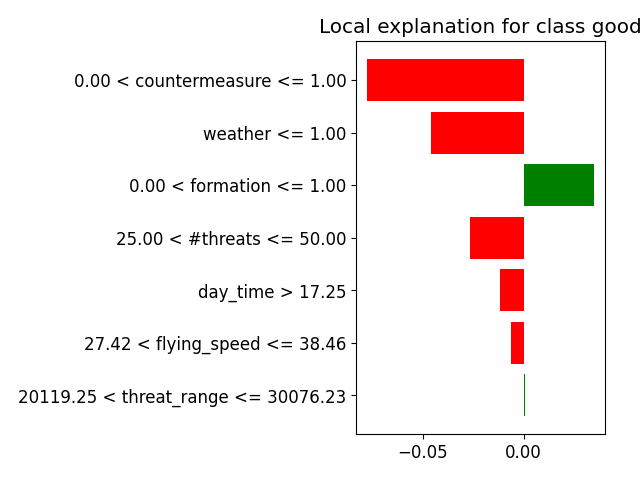 Local explanation for class good
0.00 < countermeasure <= 1.00
weather <= 1.00
0.00 < formation <= 1.00
25.00 < #threats <= 50.00
day_time > 17.25
27.42 < flying_speed <= 38.46
20119.25 < threat_range <= 30076.23
−0.05 0.00